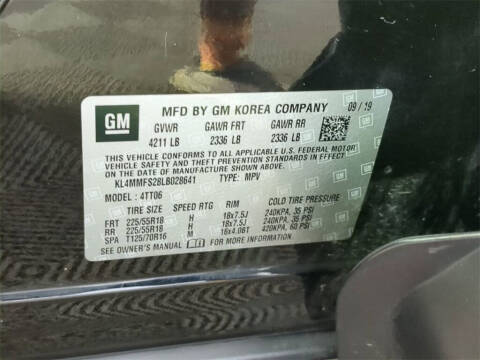 GM
MFD BY GM KOREA COMPANY 09/19
GVWR GAWR FRT GAWR RR
4211 LB 2336 LB 2336 LB
THIS VEHICLE CONFORMS TO ALL APPLICABLE U.S. FEDERAL MOTOR
VEHICLE SAFETY AND THEFT PREVENTION STANDARDS IN EFFECT ON
THE DATE OF MANUFACTURE SHOWN ABOVE.
KL4MMFS28LB028641 TYPE: MPV
MODEL: 4TT06
TIRE SIZE SPEED RTG RIM COLD TIRE PRESSURE
FRT 225/55R18 H 18x7.5J 240KPA, 35 PSI
RR 225/55R18 H 18x7.5J 240KPA, 35 PSI
SPA T125/70R16 M 16x4.0BT 420KPA, 60 PSI
SEE OWNER'S MANUAL FOR MORE INFORMATION.